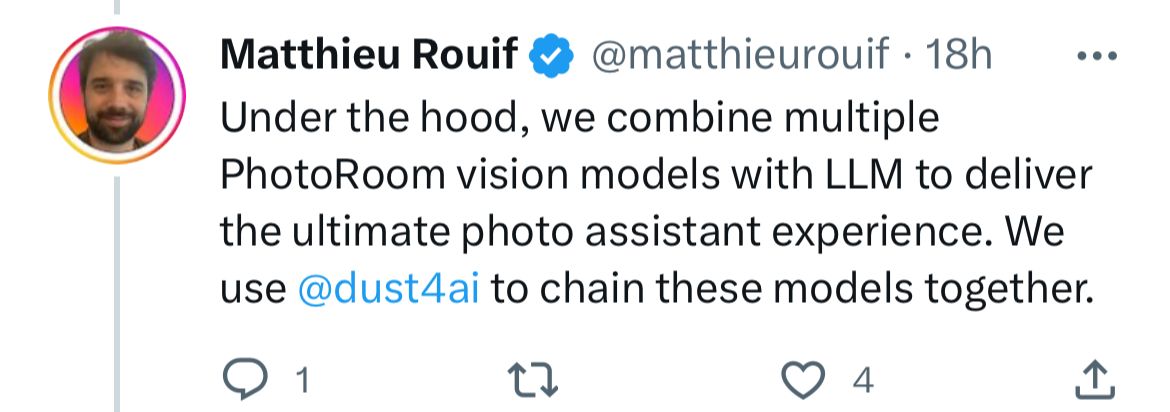 Matthieu Rouif @matthieurouif · 18h
Under the hood, we combine multiple
PhotoRoom vision models with LLM to deliver
the ultimate photo assistant experience. We
use @dust4ai to chain these models together.
1 4